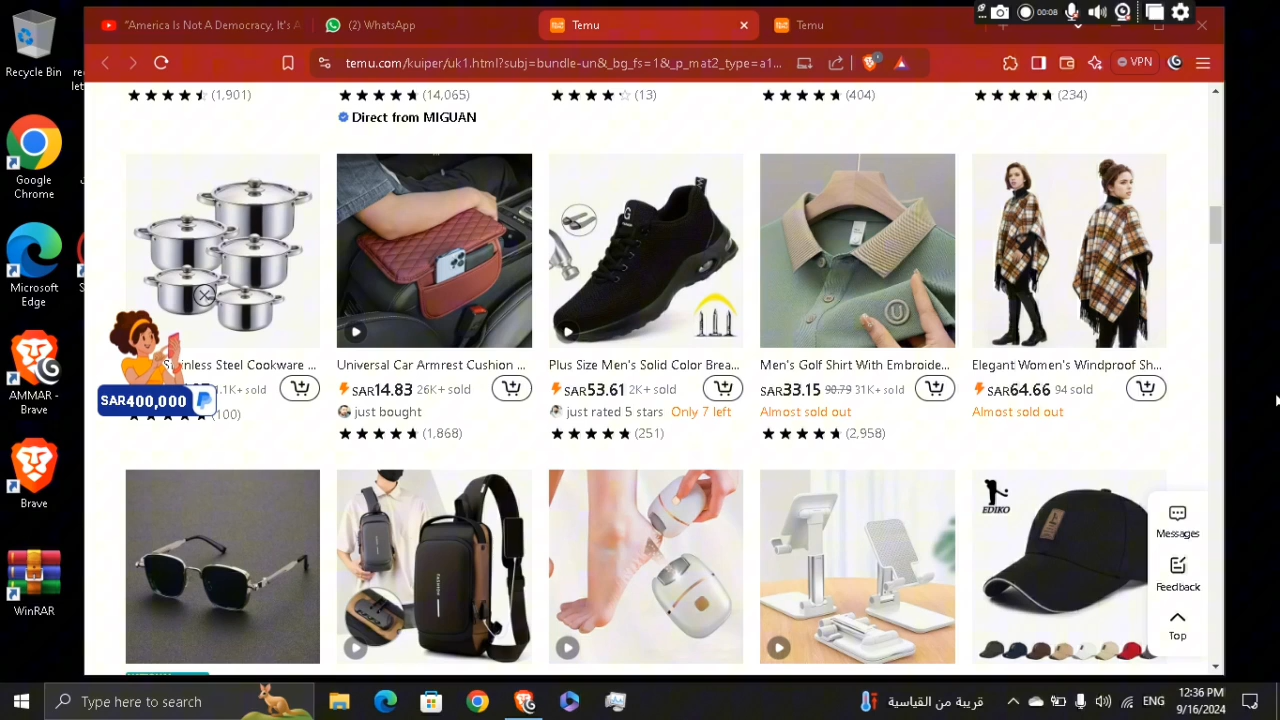 Recycle Bin
Google Chrome
Microsoft Edge
AMMAR - Brave
Brave
WinRAR
"America Is Not A Democracy, It's A
(2) WhatsApp
Temu
Temu
00:08
temu.com/kuiper/uk1.html?subj=bundle-un&_bg_fs=1&_p_mat2_type=a1...
VPN
(1,901)
(14,065)
(13)
(404)
(234)
Direct from MIGUAN
Cookware ...
Universal Car Armrest Cushion ...
Plus Size Men's Solid Color Brea...
Men's Golf Shirt With Embroide...
Elegant Women's Windproof Sh...
1.1K+ sold
SAR14.83 26K+ sold
SAR53.61 2K+ sold
SAR33.15 90.79 31K+ sold
SAR64.66 94 sold
SAR400,000
(100)
just bought
just rated 5 stars Only 7 left
Almost sold out
Almost sold out
(1,868)
(251)
(2,958)
EDIKO
FASHION
Messages
Feedback
Top
Type here to search
قريبة من القياسية
ENG
12:36 PM
9/16/2024